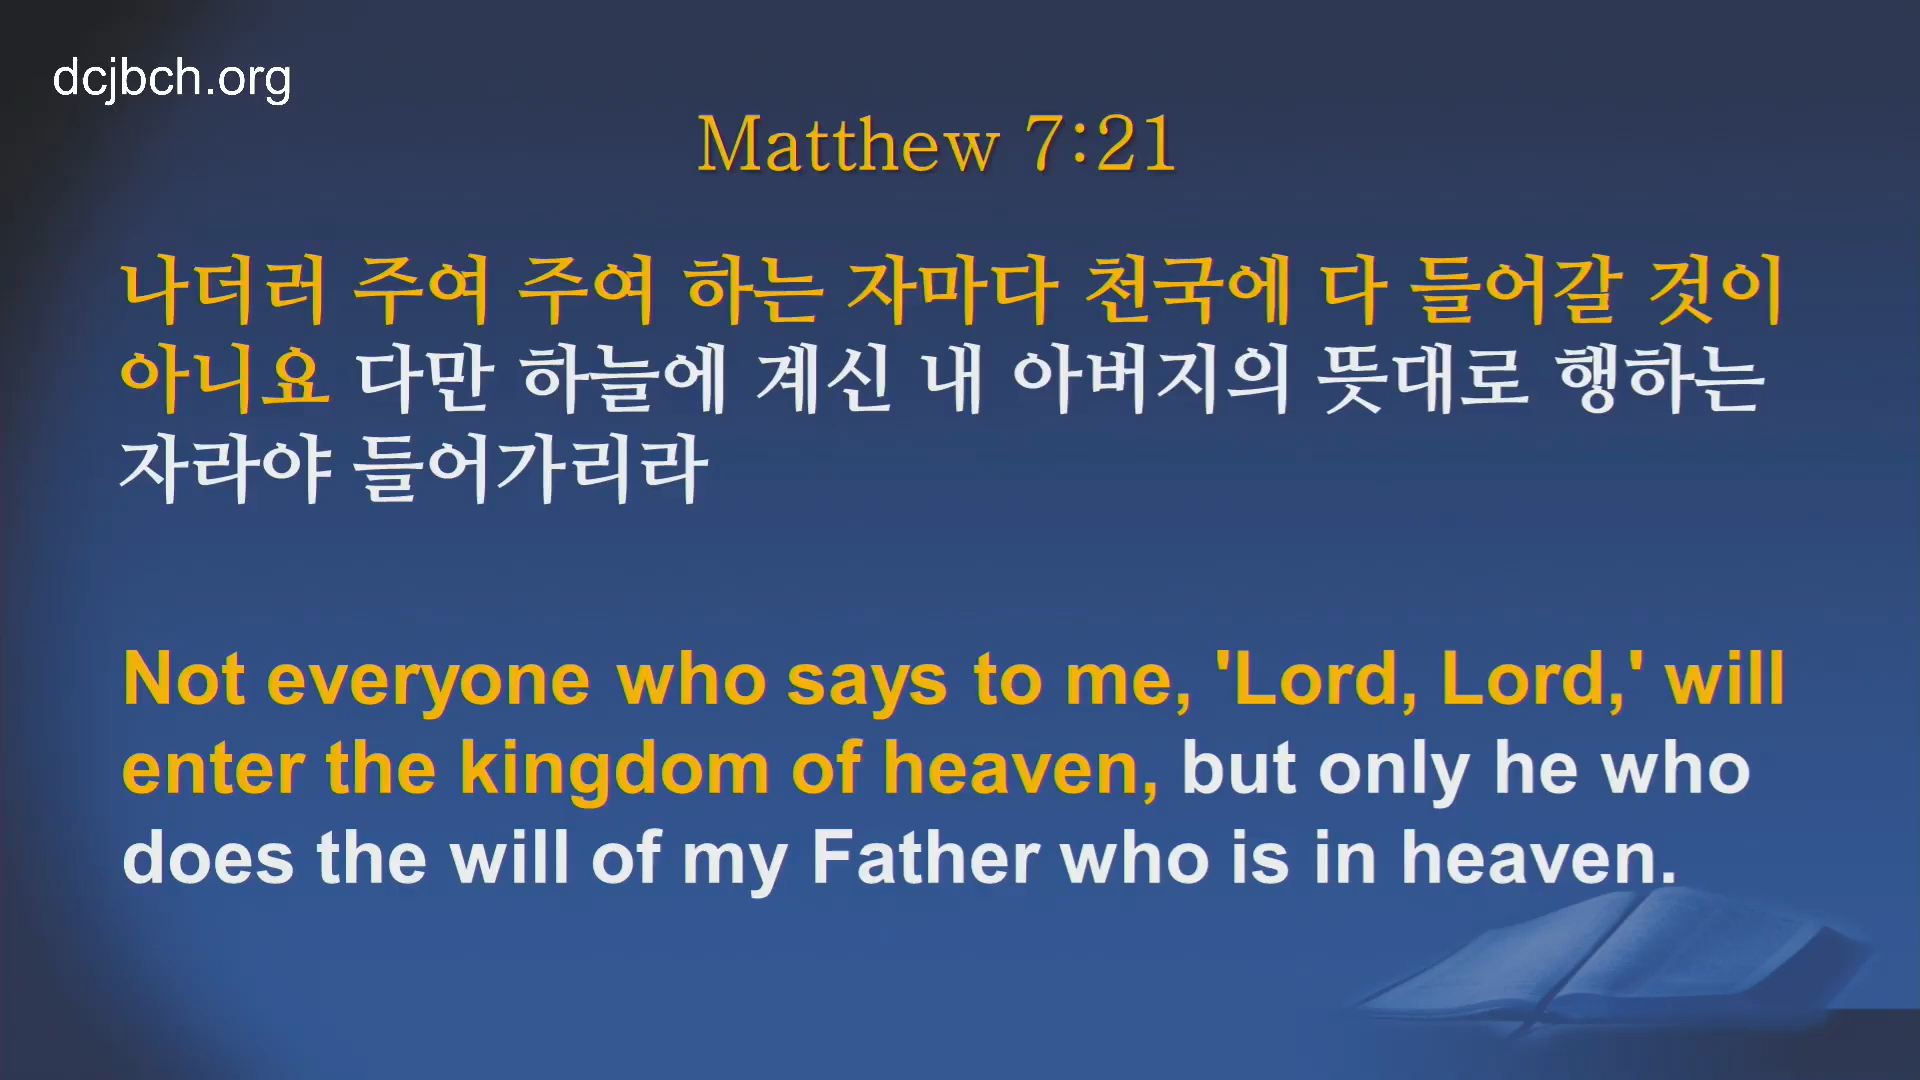 dcjbch.org
Matthew 7:21
나더러 주여 주여 하는 자마다 천국에 다 들어갈 것이
아니요 다만 하늘에 계신 내 아버지의 뜻대로 행하는
자라야 들어가리라
Not everyone who says to me, 'Lord, Lord,' will
enter the kingdom of heaven, but only he who
does the will of my Father who is in heaven.